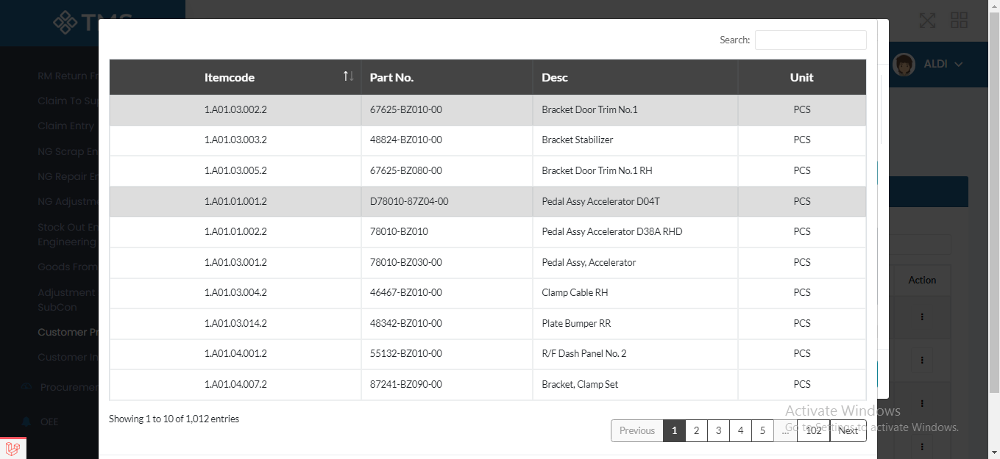 TMS
Search:
ALDI
RM Return Fr
Claim To Su
Claim Entry
NG Scrap En
NG Repair En
NG Adjustme
Stock Out En
Engineering
Goods From
Adjustment
SubCon
Customer Pr
Customer In
Procuremen
OEE
Itemcode Part No. Desc Unit
1.A01.03.002.2 67625-BZ010-00 Bracket Door Trim No.1 PCS
1.A01.03.003.2 48824-BZ010-00 Bracket Stabilizer PCS
1.A01.03.005.2 67625-BZ080-00 Bracket Door Trim No.1 RH PCS
1.A01.01.001.2 D78010-87Z04-00 Pedal Assy Accelerator D04T PCS
1.A01.01.002.2 78010-BZ010 Pedal Assy Accelerator D38A RHD PCS
1.A01.03.001.2 78010-BZ030-00 Pedal Assy, Accelerator PCS
1.A01.03.004.2 46467-BZ010-00 Clamp Cable RH PCS
1.A01.03.014.2 48342-BZ010-00 Plate Bumper RR PCS
1.A01.04.001.2 55132-BZ010-00 R/F Dash Panel No. 2 PCS
1.A01.04.007.2 87241-BZ090-00 Bracket, Clamp Set PCS
Action
Showing 1 to 10 of 1,012 entries
Previous 1 2 3 4 5 ... 102 Next
Activate Windows
Go to Settings to activate Windows.